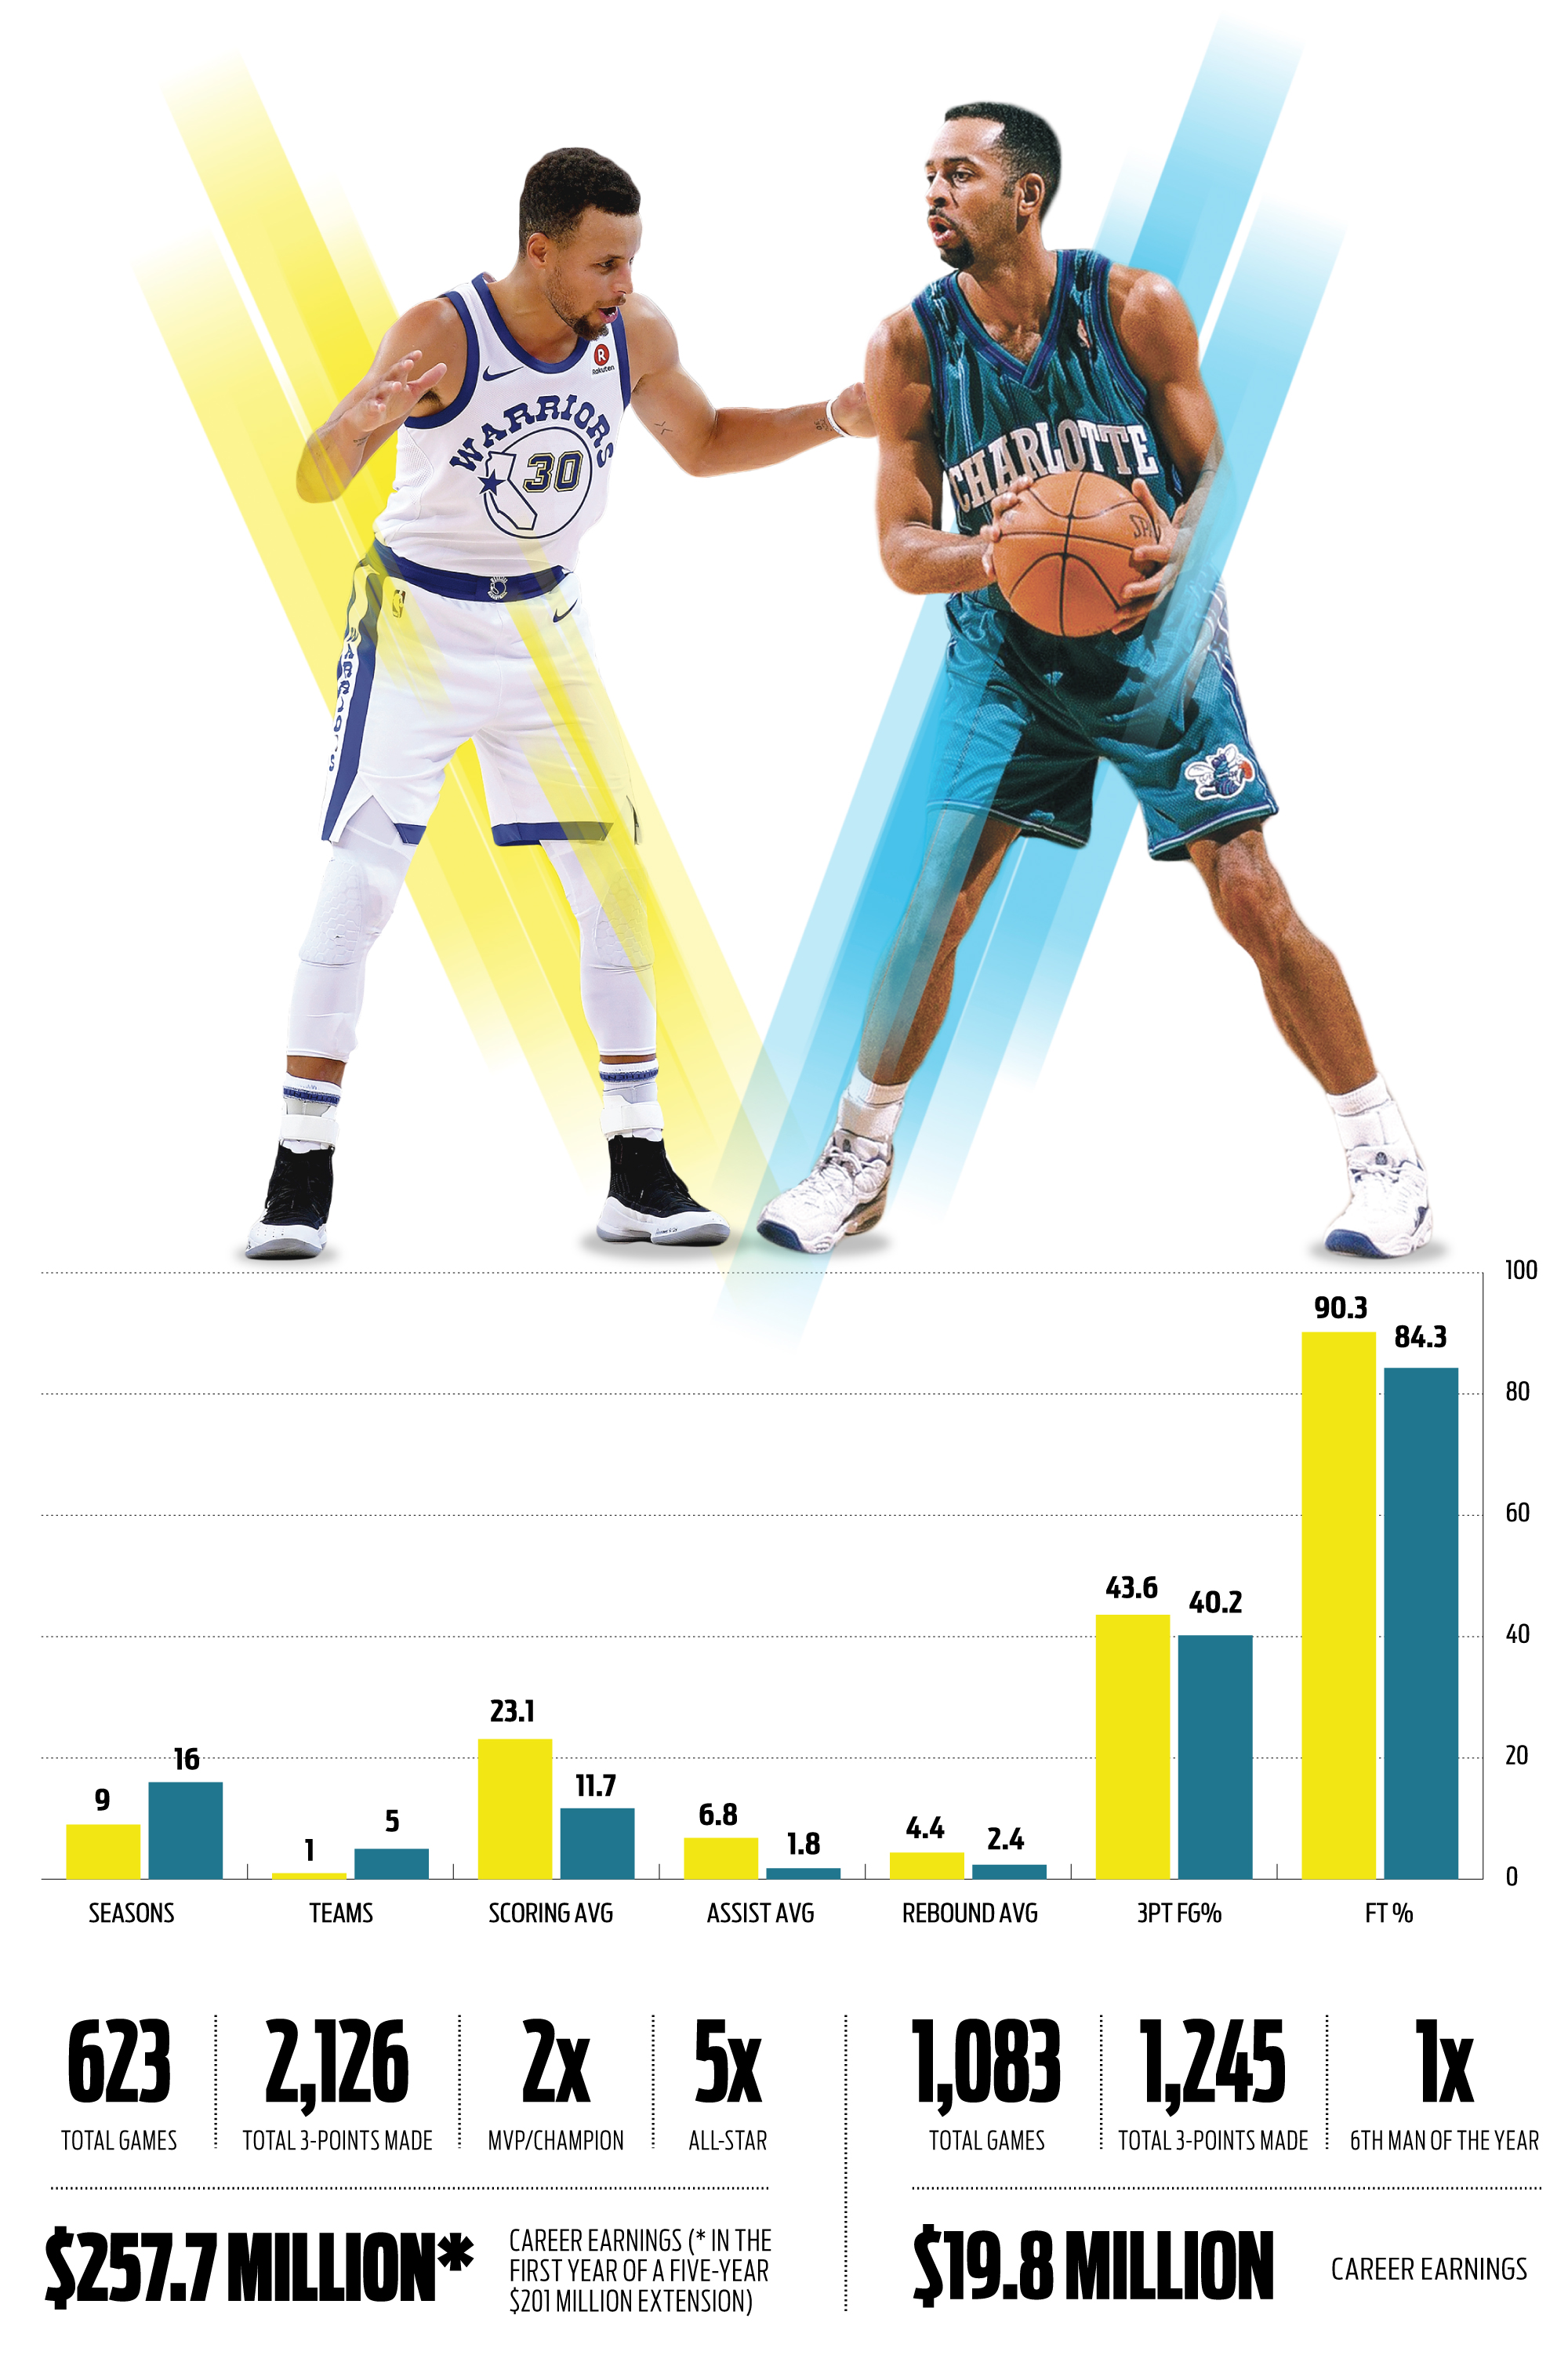 R
Rakuten
WARRIORS
30
WARRIORS
CHARLOTTE
100
90.3
84.3
80
60
43.6
40.2
40
23.1
20
16
11.7
9
6.8
5
4.4
2.4
1.8
1
0
SEASONS TEAMS SCORING AVG ASSIST AVG REBOUND AVG 3PT FG% FT %
623 2,126 2x 5x 1,083 1,245 1x
TOTAL GAMES TOTAL 3-POINTS MADE MVP/CHAMPION ALL-STAR TOTAL GAMES TOTAL 3-POINTS MADE 6TH MAN OF THE YEAR
$257.7 MILLION*
CAREER EARNINGS (* IN THE
FIRST YEAR OF A FIVE-YEAR
$201 MILLION EXTENSION)
$19.8 MILLION
CAREER EARNINGS